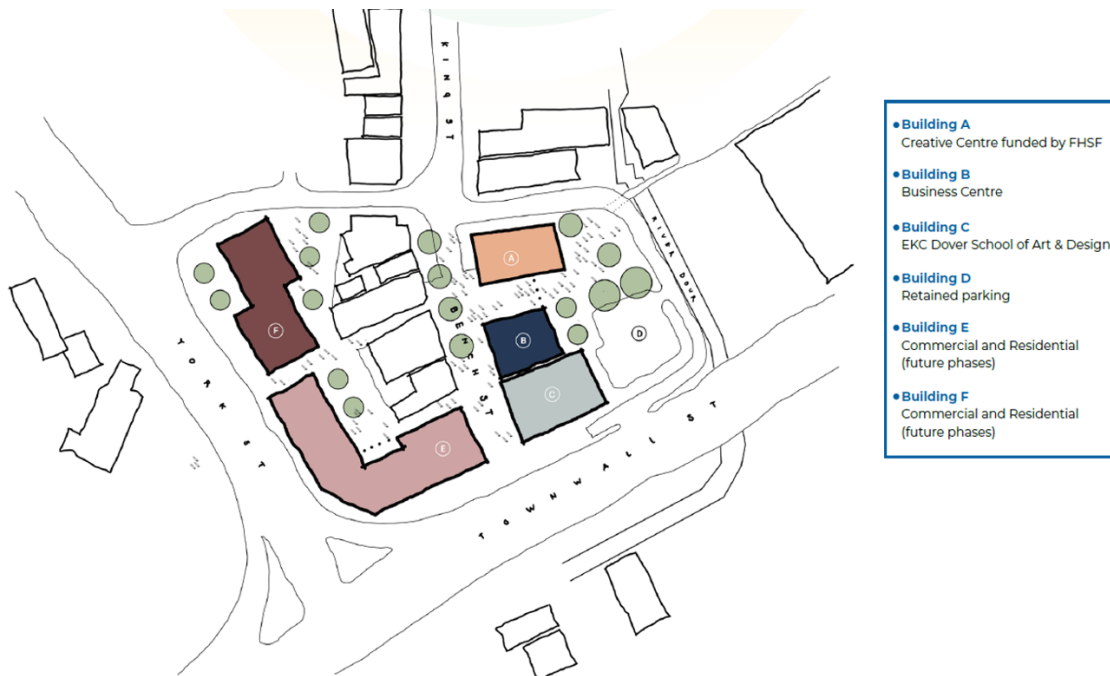 KING ST
A
RIVER DOUR
B
BENCH ST
C
D
F
YORK ST
E
TOWNWALL ST
Building A
Creative Centre funded by FHSF
Building B
Business Centre
Building C
EKC Dover School of Art & Design
Building D
Retained parking
Building E
Commercial and Residential
(future phases)
Building F
Commercial and Residential
(future phases)